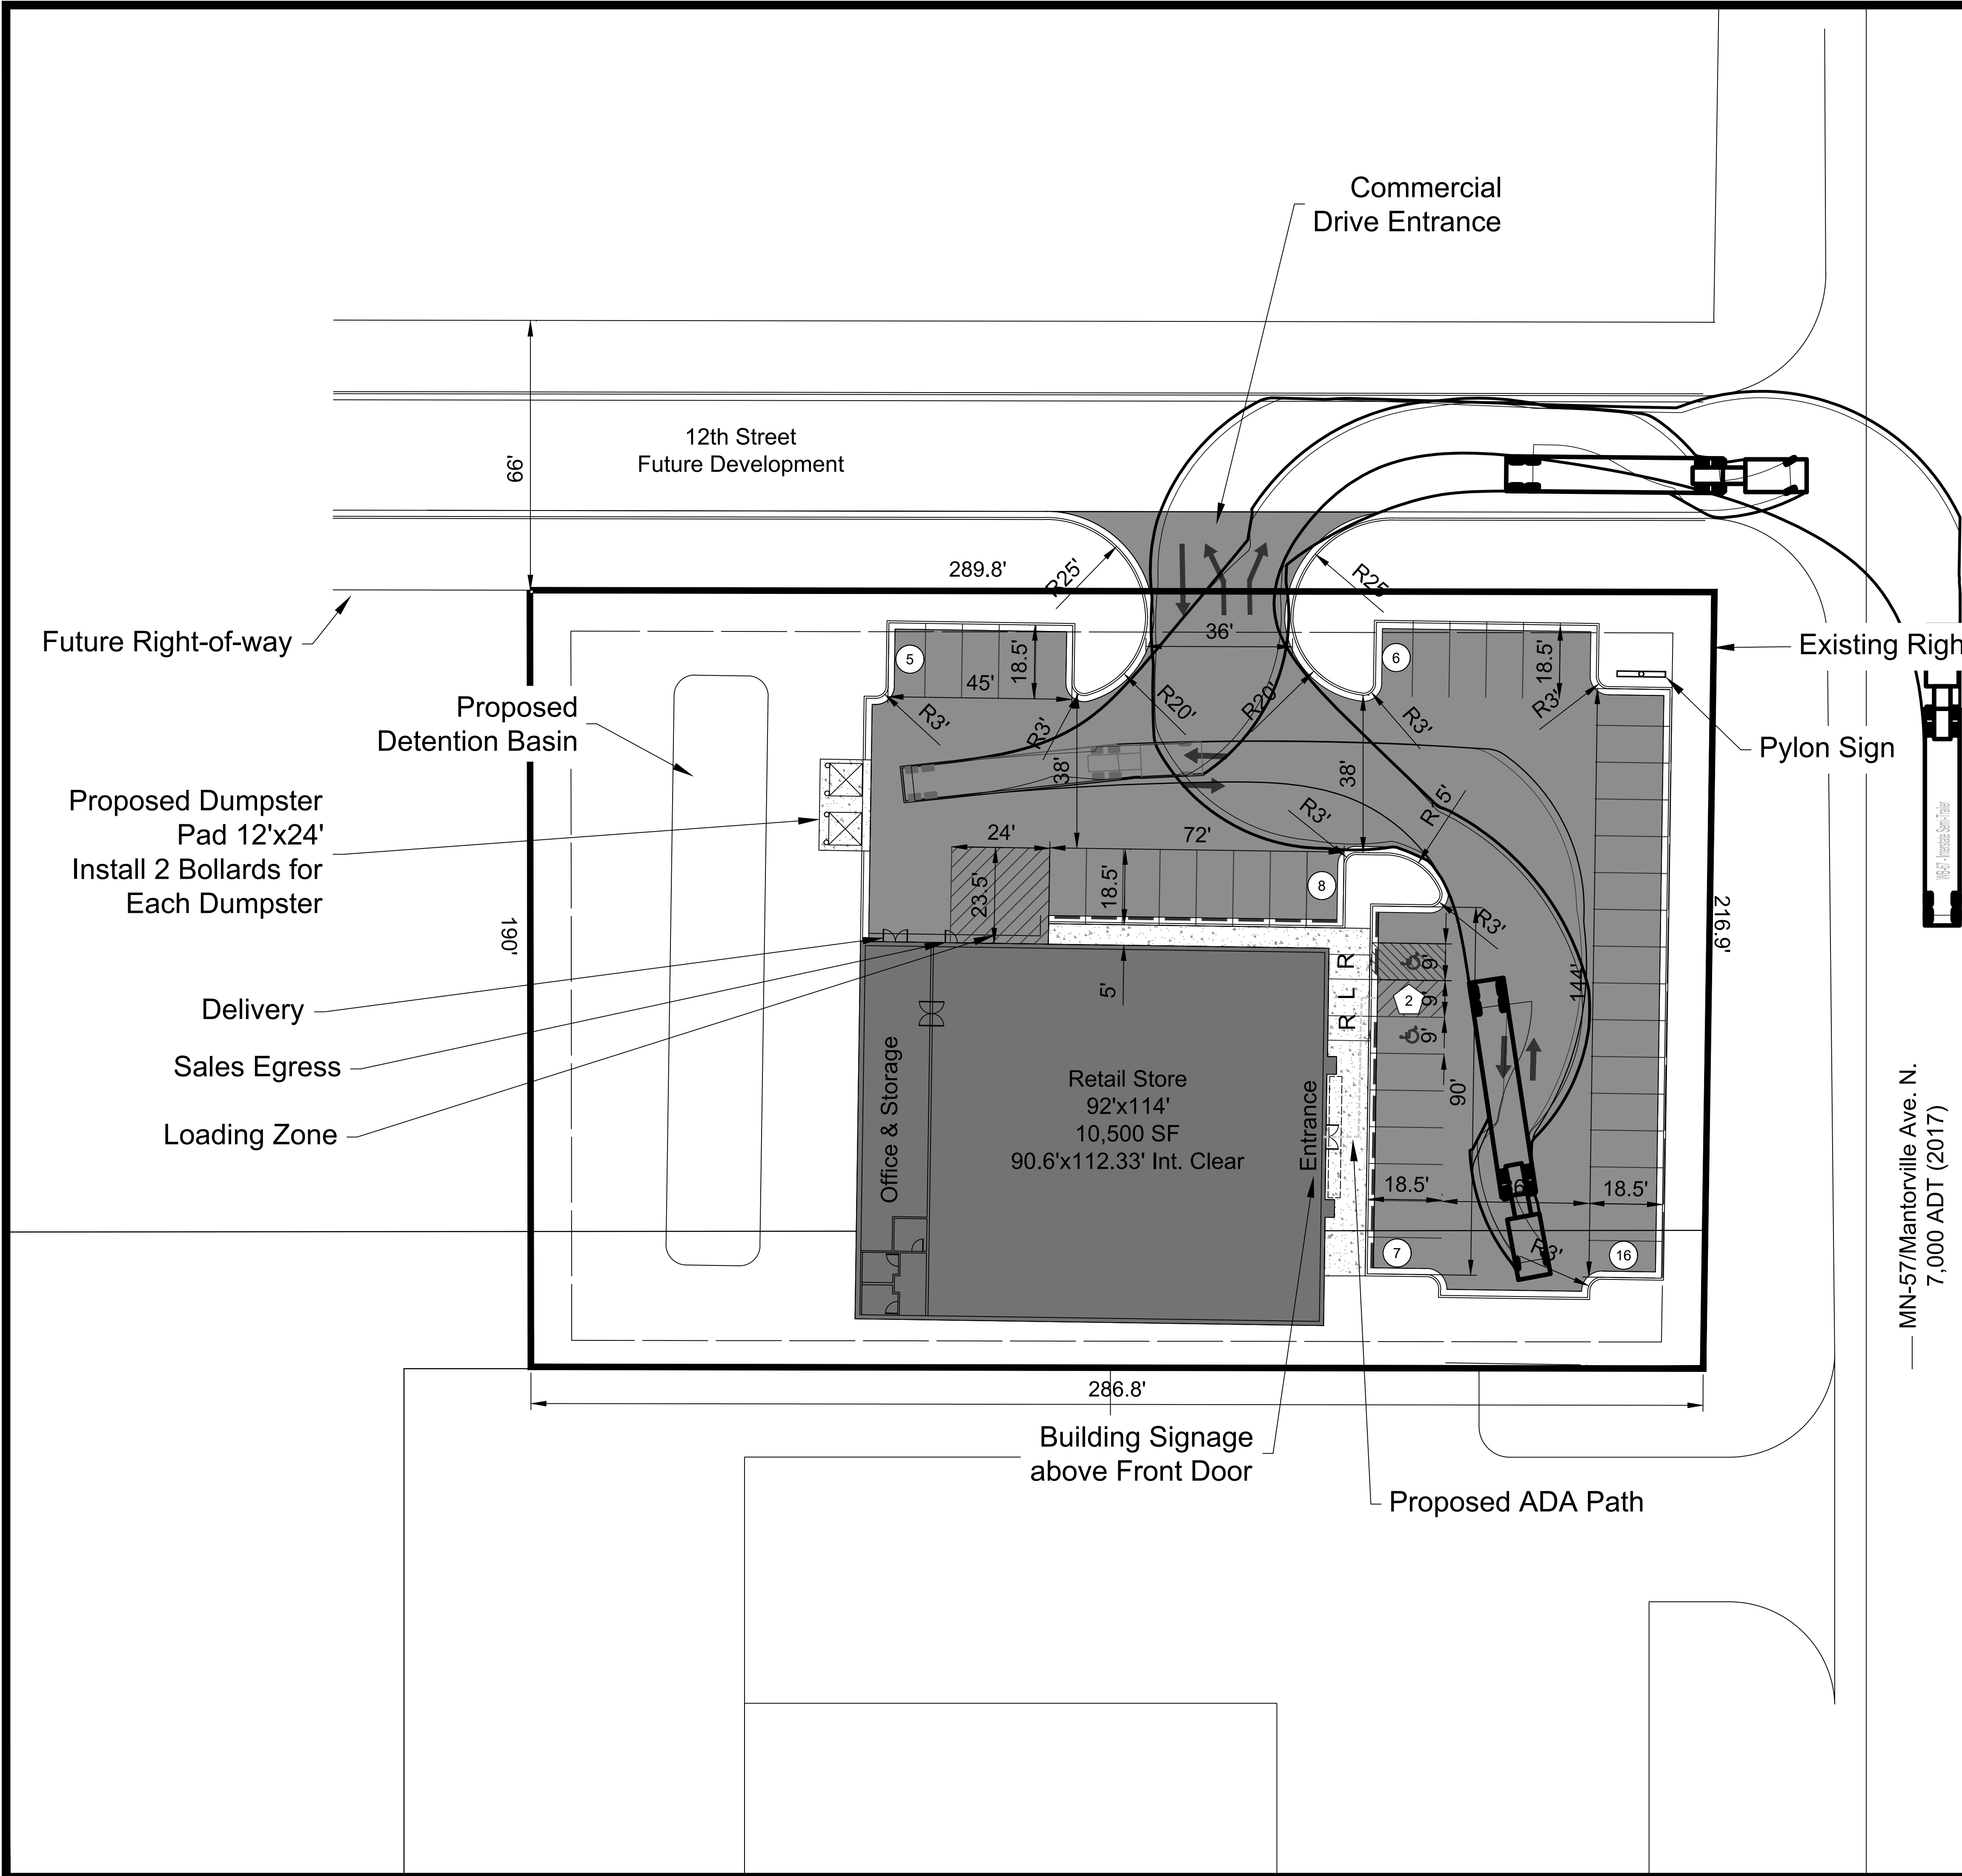 Commercial
Drive Entrance
12th Street
Future Development
66'
289.8'
R25'
R25'
Future Right-of-way
36'
Existing Righ
5
18.5'
45'
6
18.5'
R3'
R3'
R20'
R20'
R3'
R3'
Proposed
Detention Basin
Pylon Sign
38'
38'
Proposed Dumpster
Pad 12'x24'
Install 2 Bollards for
Each Dumpster
R3'
R15'
WB-67 - Interstate Semi-Trailer
24'
72'
23.5'
18.5'
8
R3'
190'
216.9'
5'
R
L
R
9'
9'
9'
2
144'
Delivery
Sales Egress
Loading Zone
Office & Storage
Retail Store
92'x114'
10,500 SF
90.6'x112.33' Int. Clear
Entrance
90'
18.5'
18.5'
7
R3'
16
MN-57/Mantorville Ave. N.
7,000 ADT (2017)
286.8'
Building Signage
above Front Door
Proposed ADA Path